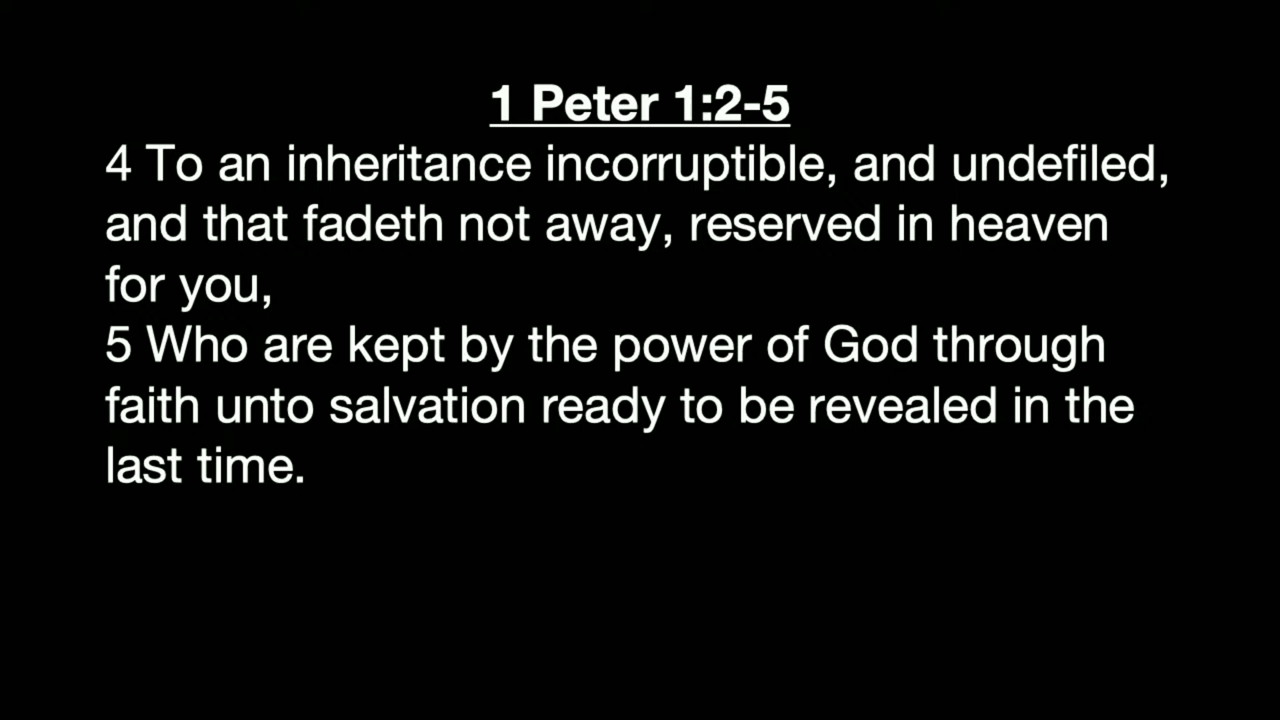 1 Peter 1:2-5
4 To an inheritance incorruptible, and undefiled,
and that fadeth not away, reserved in heaven
for you,
5 Who are kept by the power of God through
faith unto salvation ready to be revealed in the
last time.